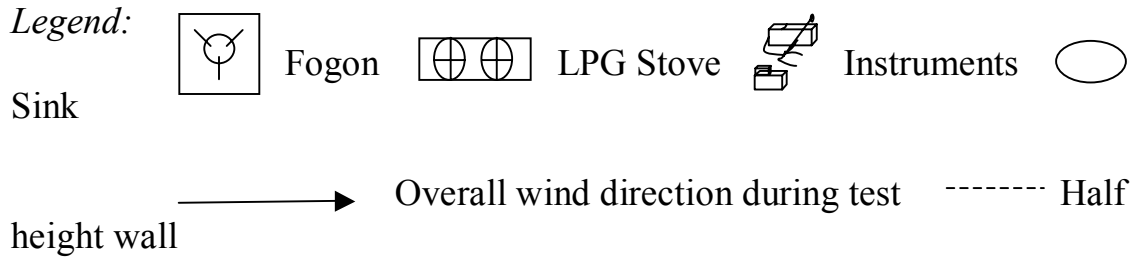 Legend:
Fogon LPG Stove Instruments
Sink
Overall wind direction during test Half
height wall